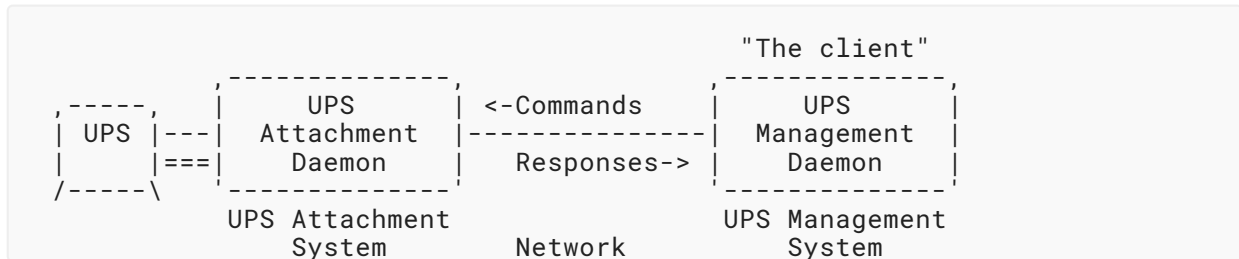 "The client"
,--------------,                ,--------------,
,-----,   |     UPS      | <-Commands     |     UPS      |
| UPS |---|  Attachment  |---------------|  Management  |
|     |===|    Daemon    |   Responses-> |    Daemon    |
/-----\   '--------------'                '--------------'
UPS Attachment                  UPS Management
System       Network          System